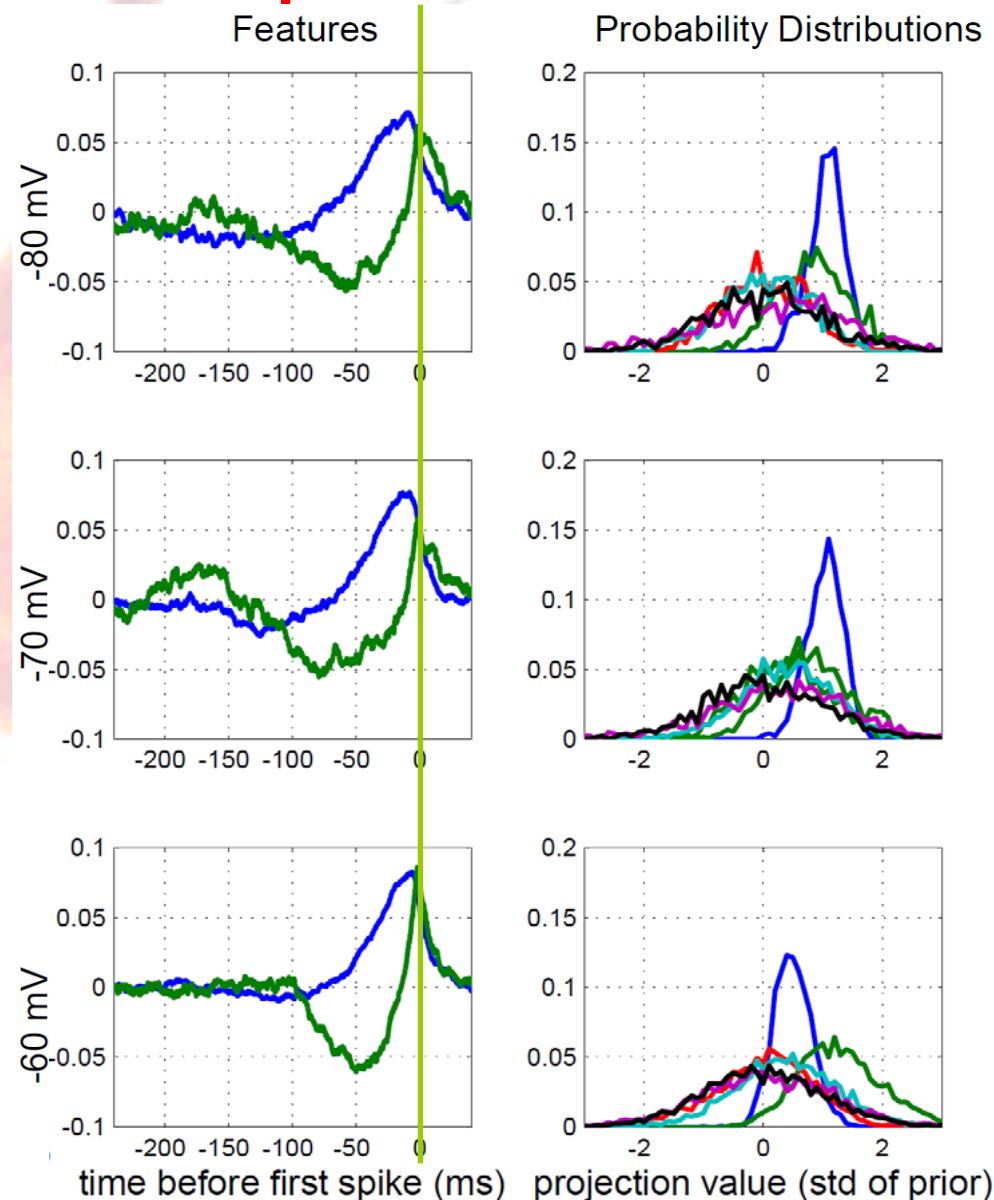 Features
Probability Distributions
-80 mV
0.1
0.05
0
-0.05
-0.1
-200 -150 -100 -50 0
0.2
0.15
0.1
0.05
0
-2 0 2
-70 mV
0.1
0.05
0
-0.05
-0.1
-200 -150 -100 -50 0
0.2
0.15
0.1
0.05
0
-2 0 2
-60 mV
0.1
0.05
0
-0.05
-0.1
-200 -150 -100 -50 0
0.2
0.15
0.1
0.05
0
-2 0 2
time before first spike (ms)
projection value (std of prior)